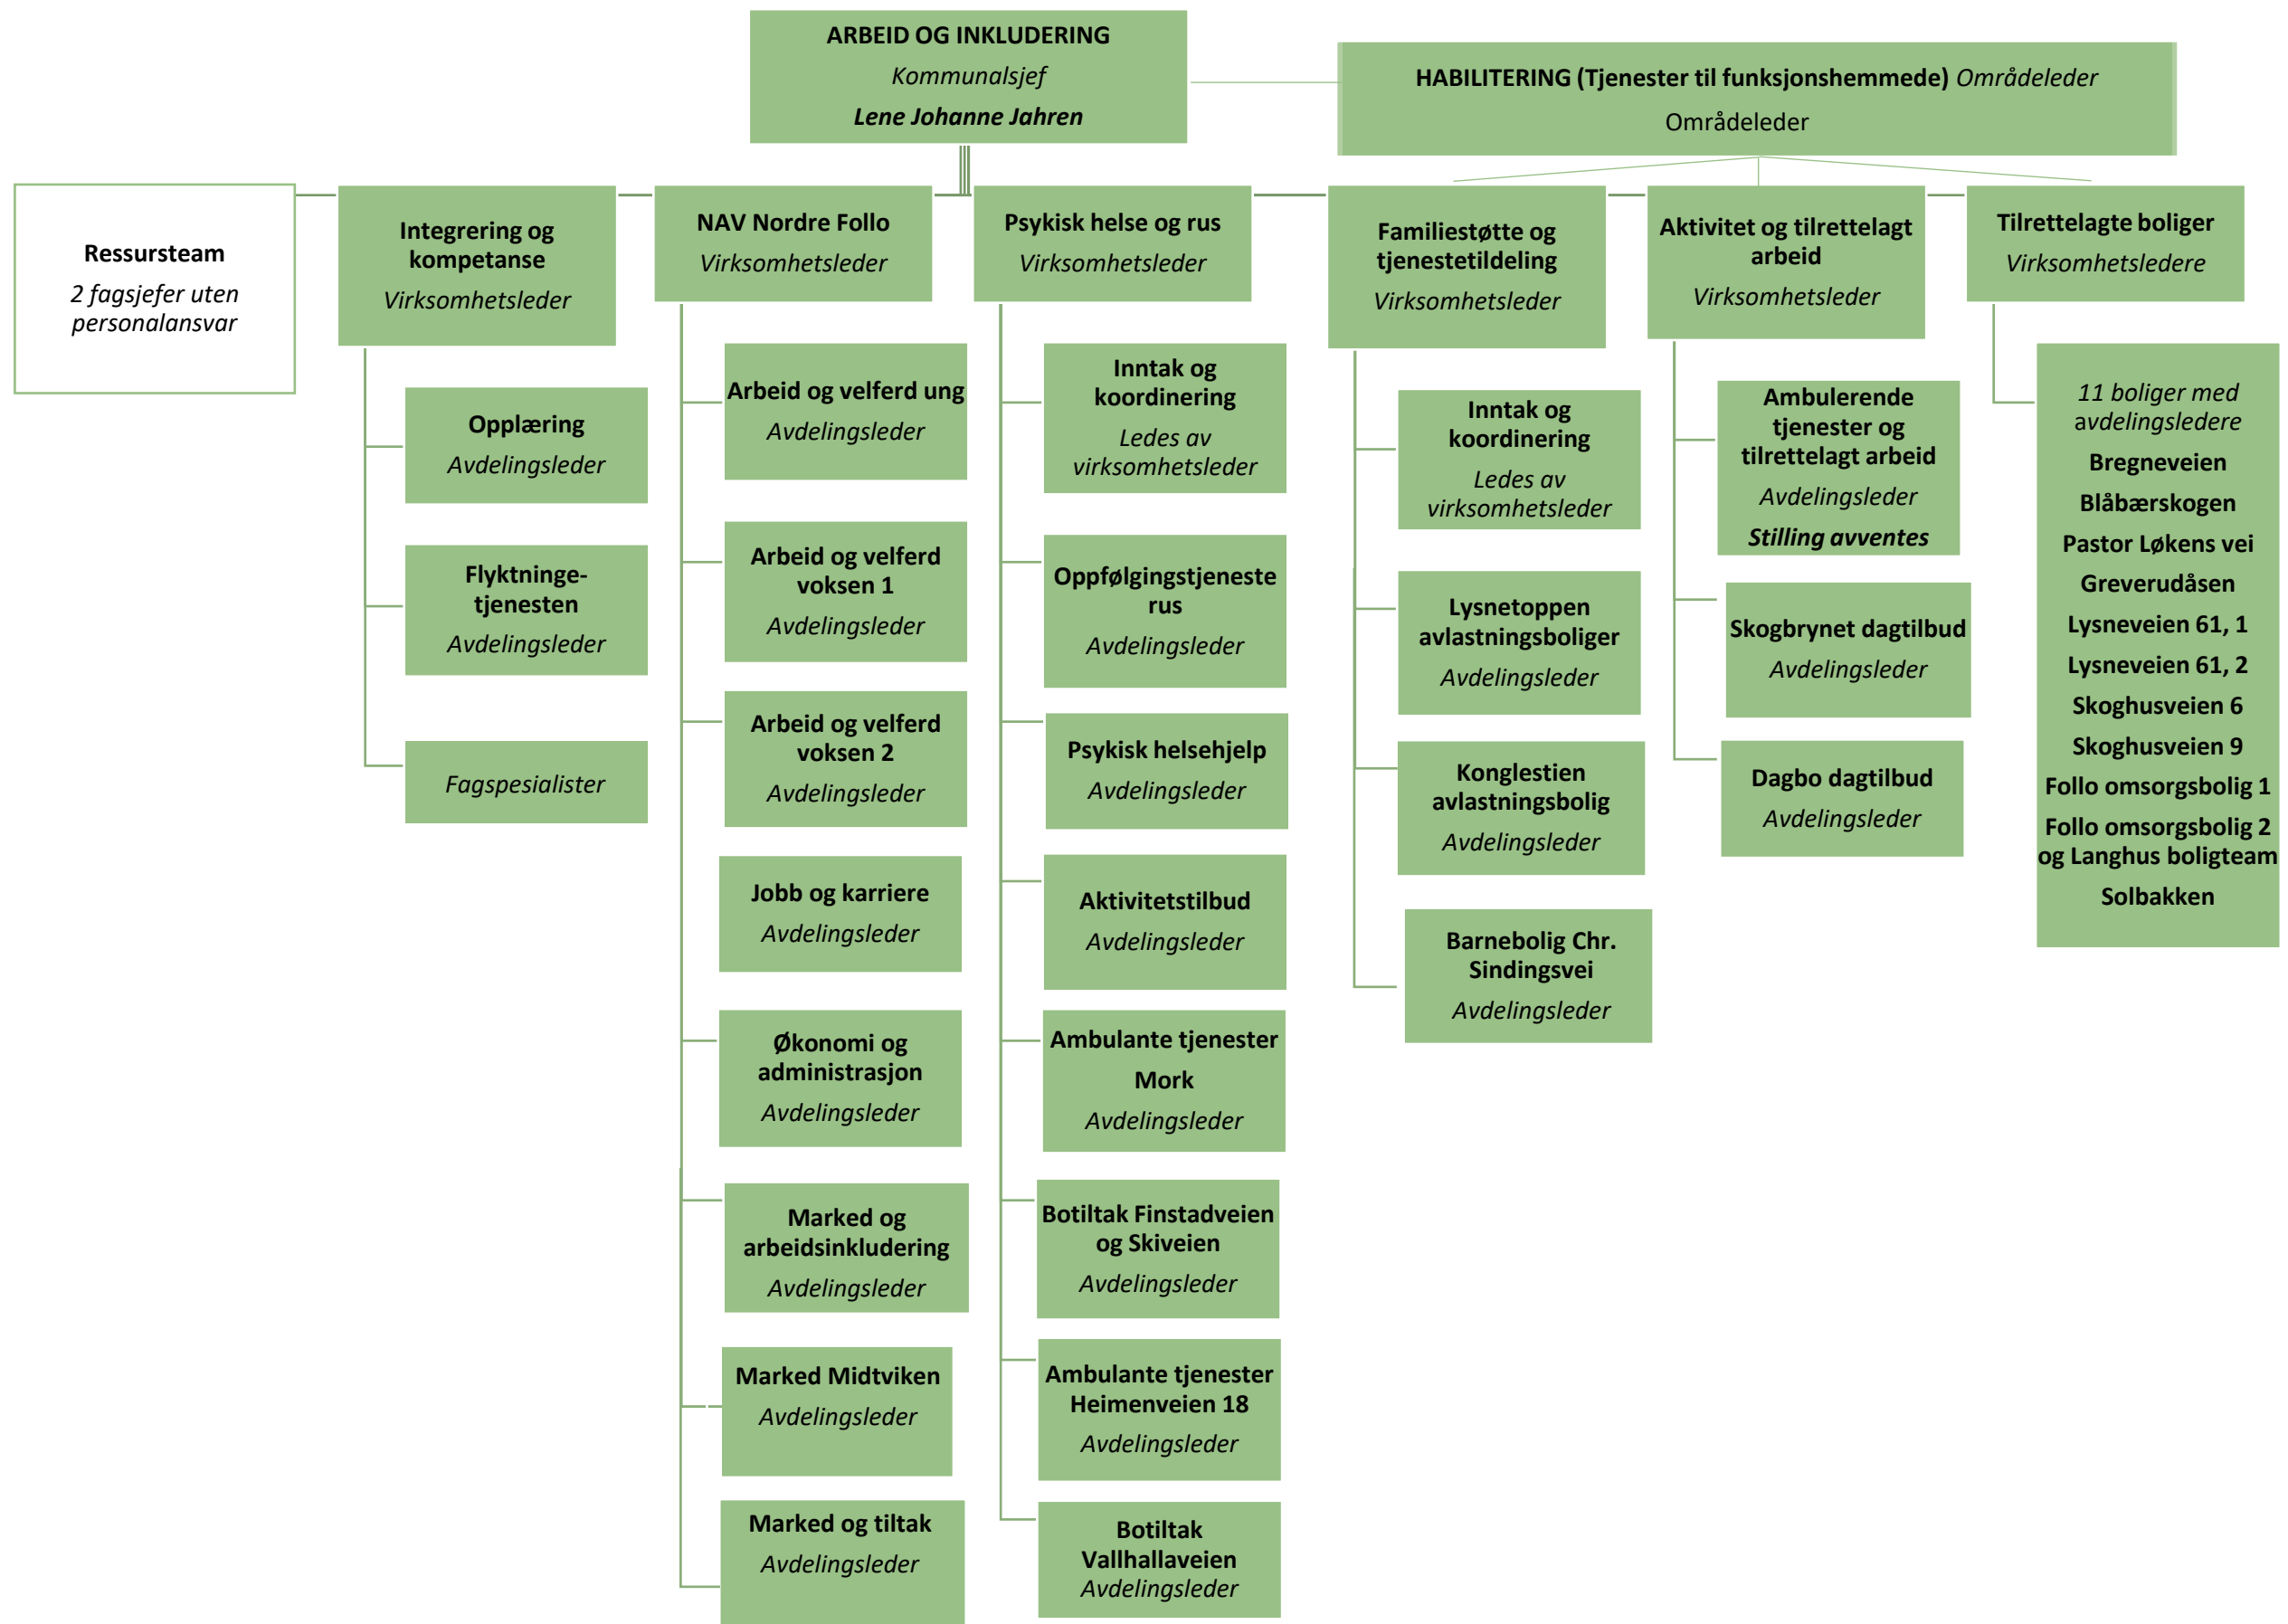 ARBEID OG INKLUDERING
Kommunalsjef
Lene Johanne Jahren
HABILITERING (Tjenester til funksjonshemmede) Områdeleder
Områdeleder
Ressursteam
2 fagsjefer uten
personalansvar
Integrering og
kompetanse
Virksomhetsleder
Opplæring
Avdelingsleder
Flyktninge-
tjenesten
Avdelingsleder
Fagspesialister
NAV Nordre Follo
Virksomhetsleder
Arbeid og velferd ung
Avdelingsleder
Arbeid og velferd
voksen 1
Avdelingsleder
Arbeid og velferd
voksen 2
Avdelingsleder
Jobb og karriere
Avdelingsleder
Økonomi og
administrasjon
Avdelingsleder
Marked og
arbeidsinkludering
Avdelingsleder
Marked Midtviken
Avdelingsleder
Marked og tiltak
Avdelingsleder
Psykisk helse og rus
Virksomhetsleder
Inntak og
koordinering
Ledes av
virksomhetsleder
Oppfølgingstjeneste
rus
Avdelingsleder
Psykisk helsehjelp
Avdelingsleder
Aktivitetstilbud
Avdelingsleder
Ambulante tjenester
Mork
Avdelingsleder
Botiltak Finstadveien
og Skiveien
Avdelingsleder
Ambulante tjenester
Heimenveien 18
Avdelingsleder
Botiltak
Vallhallaveien
Avdelingsleder
Familiestøtte og
tjenestetildeling
Virksomhetsleder
Inntak og
koordinering
Ledes av
virksomhetsleder
Lysnetoppen
avlastningsboliger
Avdelingsleder
Konglestien
avlastningsbolig
Avdelingsleder
Barnebolig Chr.
Sindingsvei
Avdelingsleder
Aktivitet og tilrettelagt
arbeid
Virksomhetsleder
Ambulerende
tjenester og
tilrettelagt arbeid
Avdelingsleder
Stilling avventes
Skogbrynet dagtilbud
Avdelingsleder
Dagbo dagtilbud
Avdelingsleder
Tilrettelagte boliger
Virksomhetsledere
11 boliger med
avdelingsledere
Bregneveien
Blåbærskogen
Pastor Løkens vei
Greverudåsen
Lysneveien 61, 1
Lysneveien 61, 2
Skoghusveien 6
Skoghusveien 9
Follo omsorgsbolig 1
Follo omsorgsbolig 2
og Langhus boligteam
Solbakken